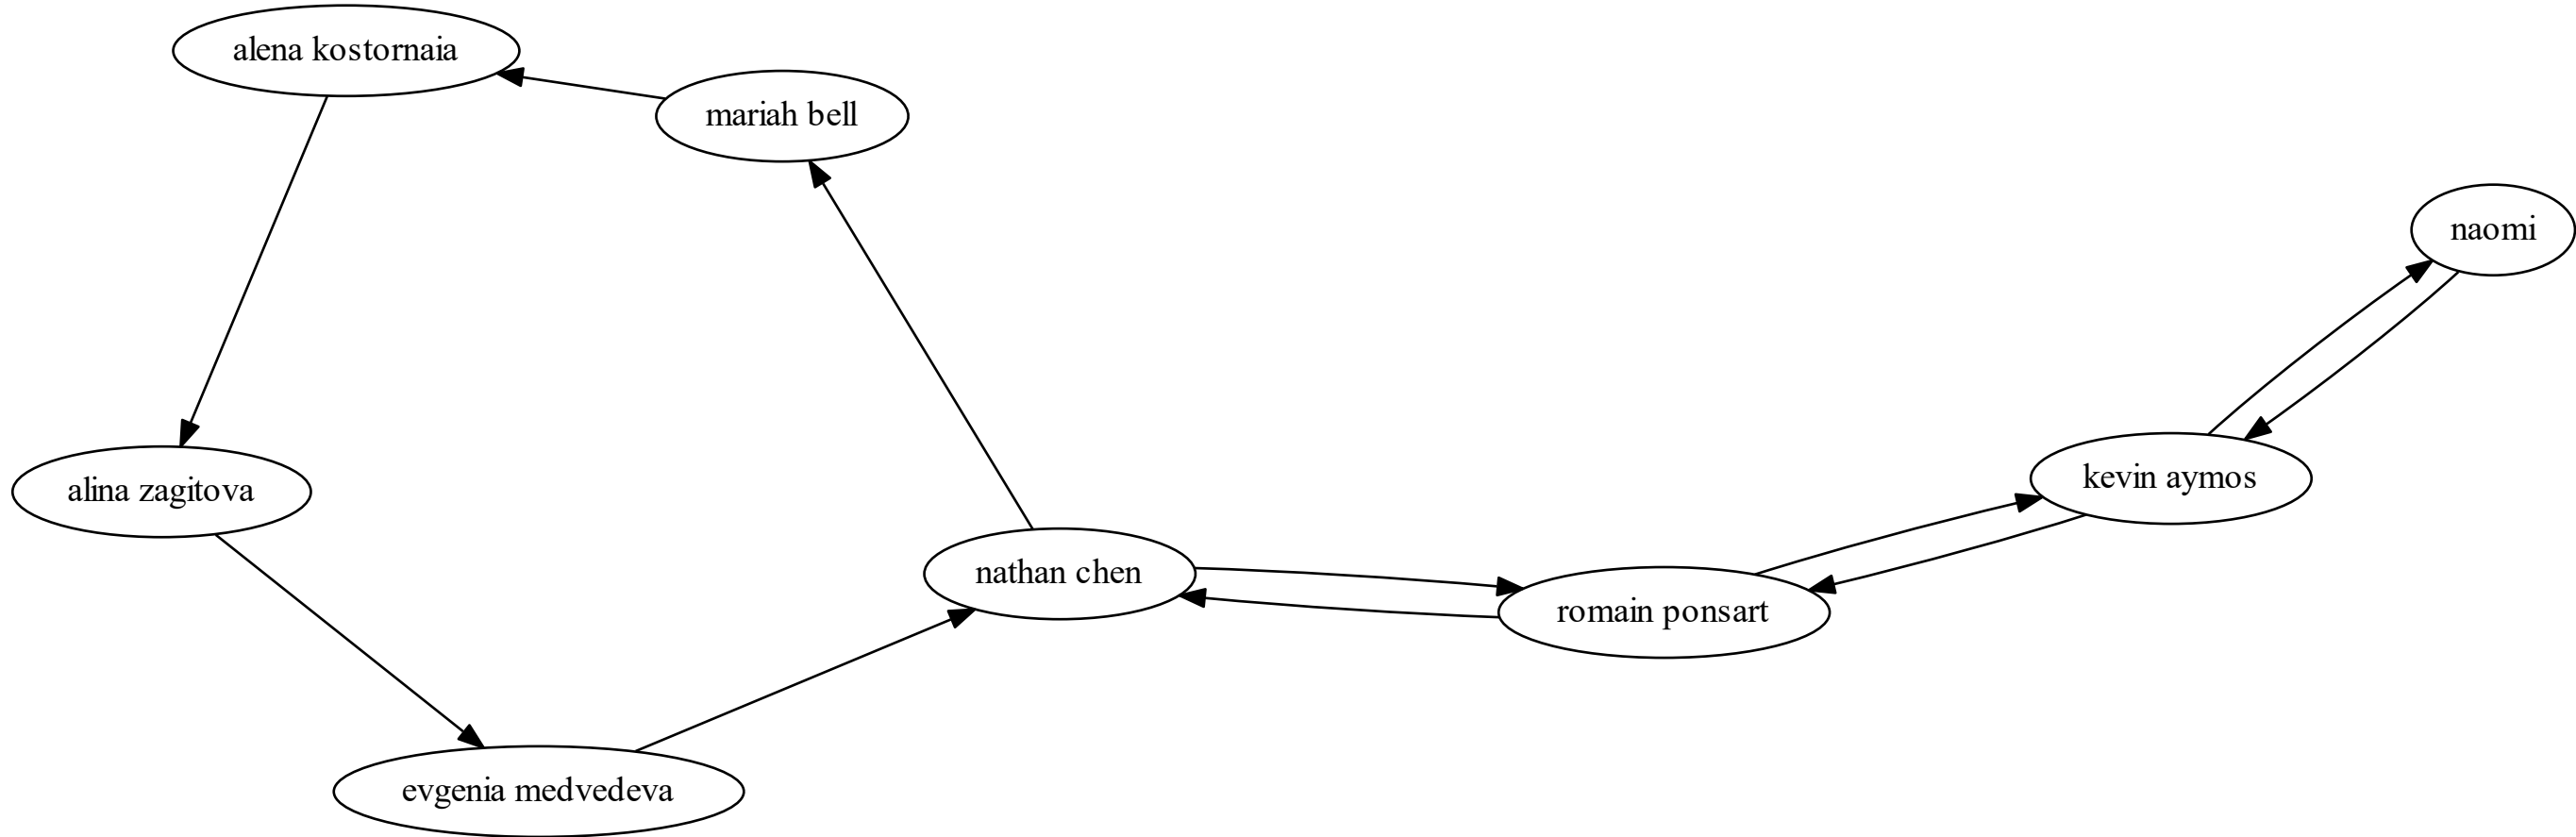 alena kostornaia
mariah bell
naomi
alina zagitova
kevin aymos
nathan chen
romain ponsart
evgenia medvedeva